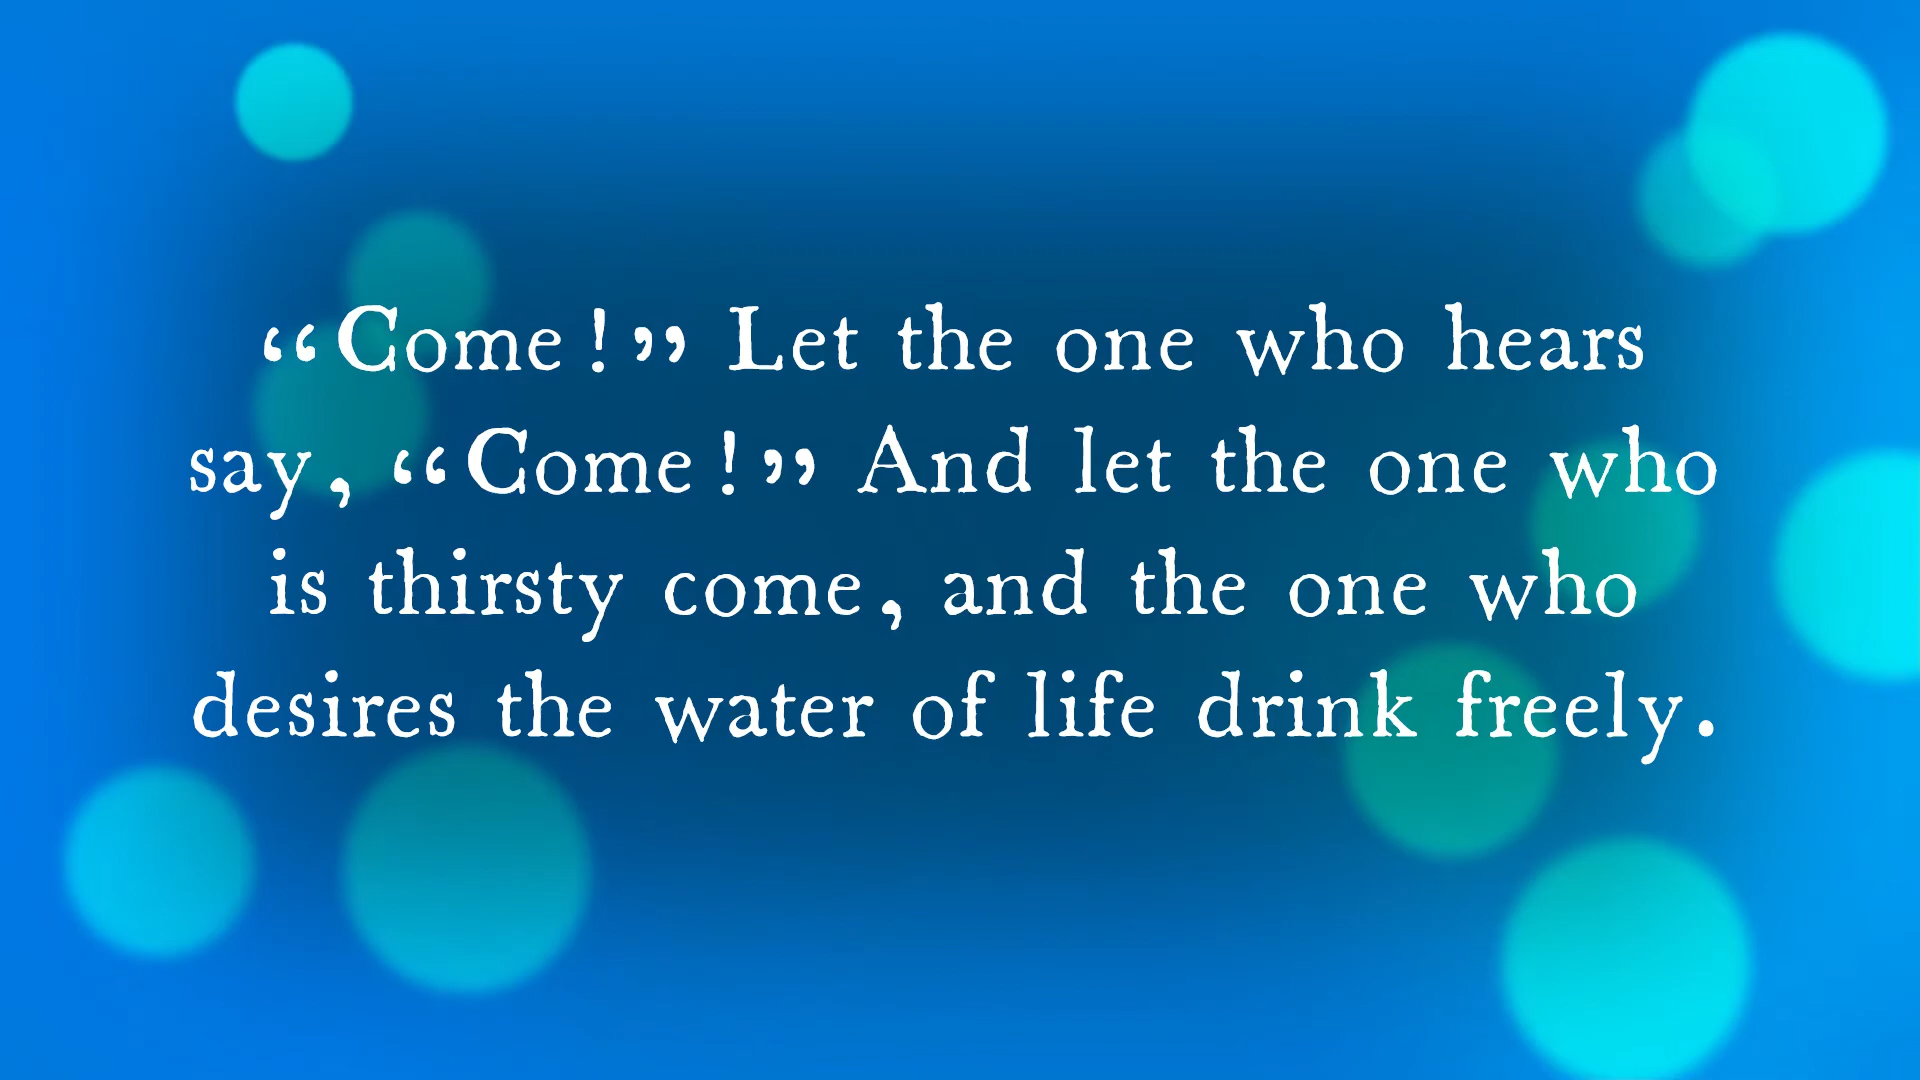 “Come!” Let the one who hears
say, “Come!” And let the one who
is thirsty come, and the one who
desires the water of life drink freely.